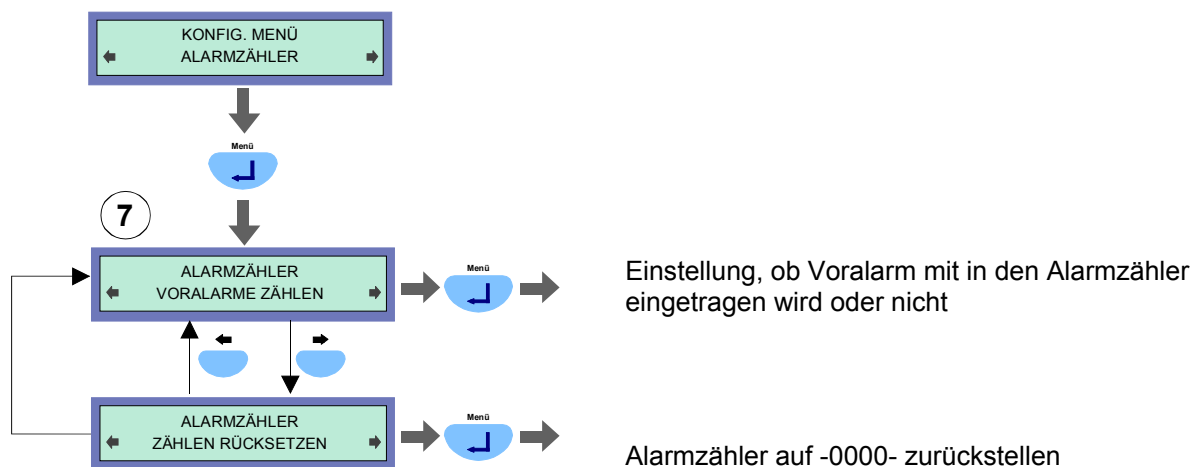 KONFIG. MENÜ
ALARMZÄHLER
Menü
7
ALARMZÄHLER
VORALARME ZÄHLEN
Menü
Einstellung, ob Voralarm mit in den Alarmzähler
eingetragen wird oder nicht
ALARMZÄHLER
ZÄHLEN RÜCKSETZEN
Menü
Alarmzähler auf -0000- zurückstellen